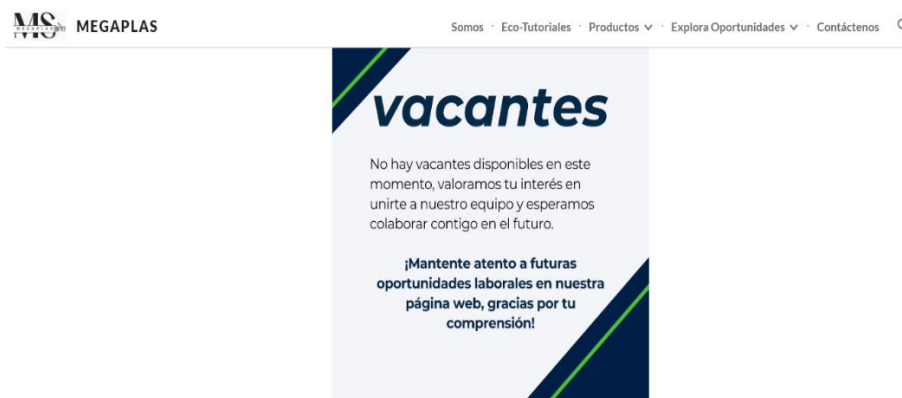 MS
MEGAPLAS
Somos · Eco-Tutoriales · Productos · Explora Oportunidades · Contáctenos
vacantes
No hay vacantes disponibles en este
momento, valoramos tu interés en
unirte a nuestro equipo y esperamos
colaborar contigo en el futuro.
¡Mantente atento a futuras
oportunidades laborales en nuestra
página web, gracias por tu
comprensión!